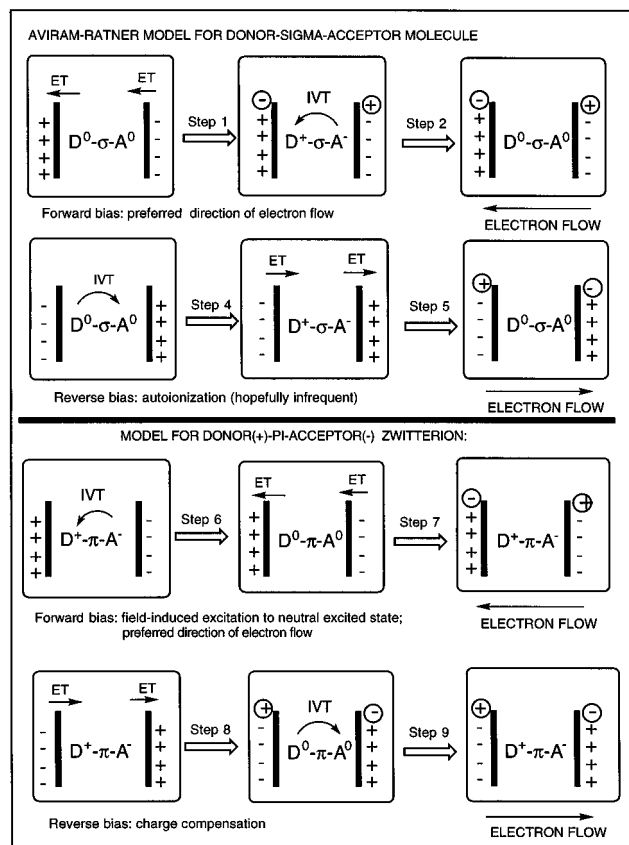 AVIRAM-RATNER MODEL FOR DONOR-SIGMA-ACCEPTOR MOLECULE
ET ET Step 1 - IVT + Step 2 - +
+ + + + D⁰-σ-A⁰ - - - - + + + + D⁺-σ-A⁻ - - - - + + + + D⁰-σ-A⁰ - - - -
Forward bias: preferred direction of electron flow
ELECTRON FLOW
IVT Step 4 ET ET Step 5 + -
- - - - D⁰-σ-A⁰ + + + + - - - - D⁺-σ-A⁻ + + + + - - - - D⁰-σ-A⁰ + + + +
Reverse bias: autoionization (hopefully infrequent)
ELECTRON FLOW
MODEL FOR DONOR(+)-PI-ACCEPTOR(-) ZWITTERION:
IVT Step 6 ET ET Step 7 - +
+ + + + D⁺-π-A⁻ - - - - + + + + D⁰-π-A⁰ - - - - + + + + D⁺-π-A⁻ - - - -
Forward bias: field-induced excitation to neutral excited state;
preferred direction of electron flow
ELECTRON FLOW
ET ET Step 8 + IVT - Step 9 + -
- - - - D⁺-π-A⁻ + + + + - - - - D⁰-π-A⁰ + + + + - - - - D⁺-π-A⁻ + + + +
Reverse bias: charge compensation
ELECTRON FLOW